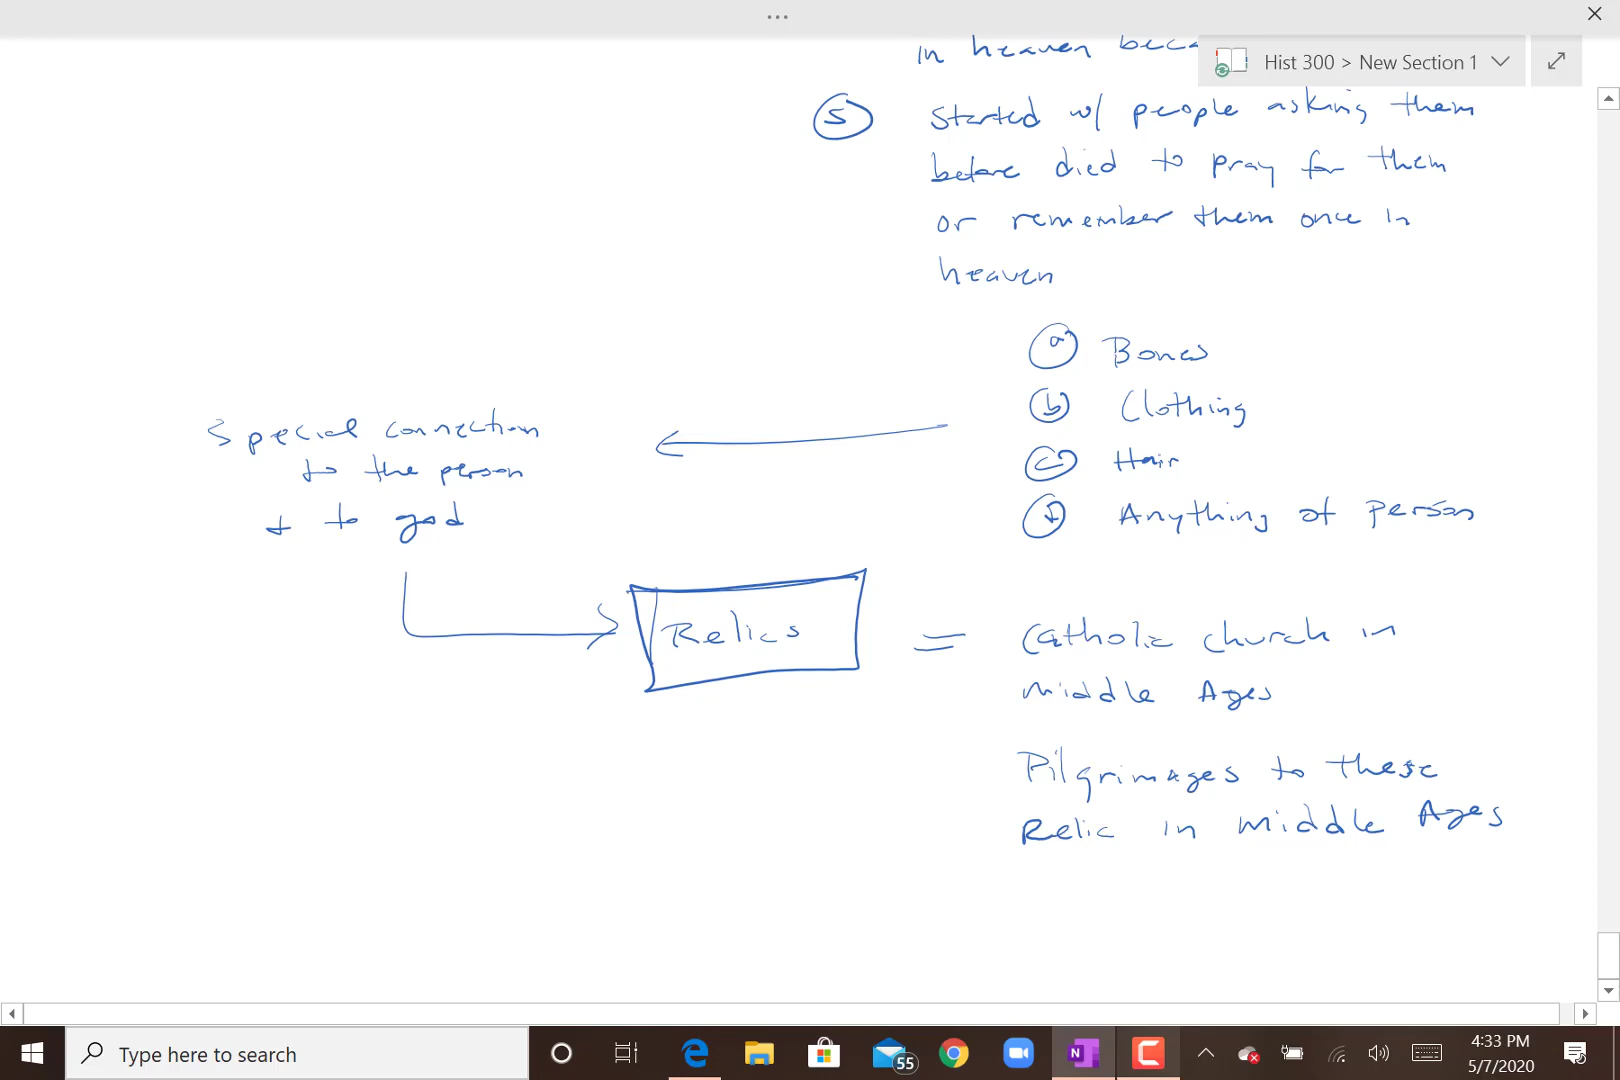 In heaven beca
Hist 300 > New Section 1
5 Started w/ people asking them
before died to pray for them
or remember them once in
heaven
a Bones
b Clothing
c Hair
d Anything of Person
Special connection
to the person
+ to god
Relics = Catholic church in
Middle Ages
Pilgrimages to these
Relic in Middle Ages
Type here to search
55
4:33 PM
5/7/2020